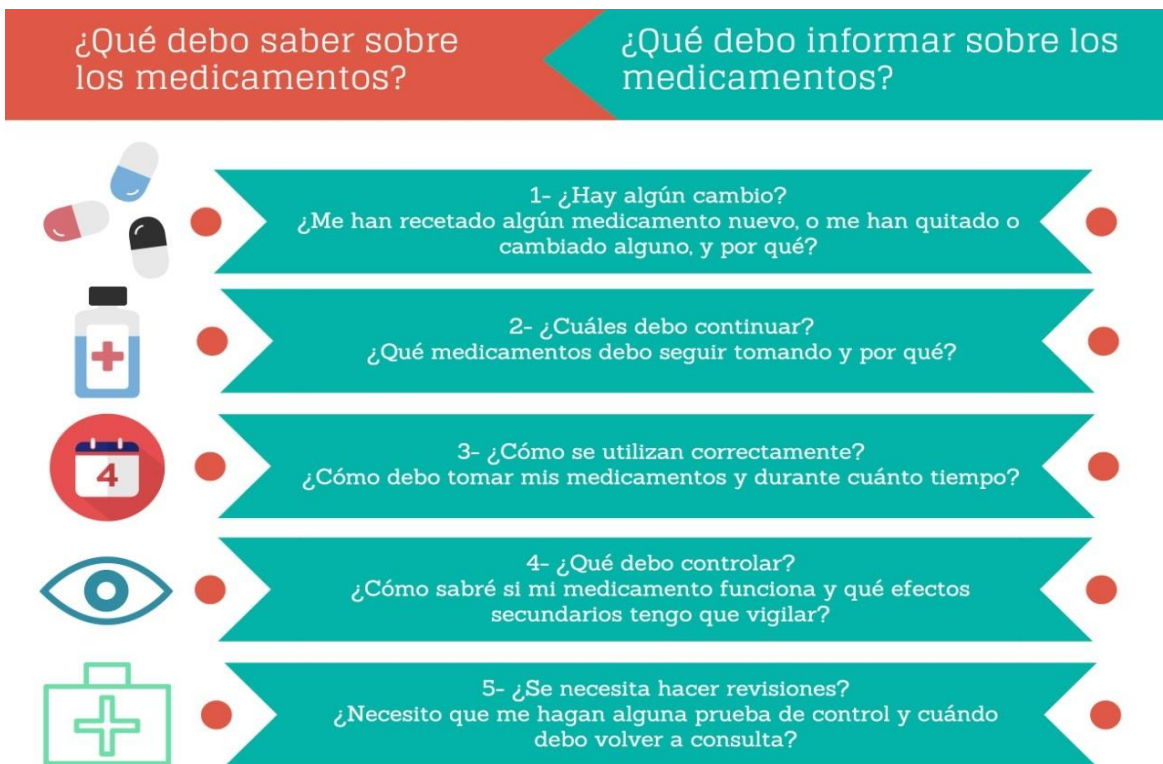 ¿Qué debo saber sobre
los medicamentos?
¿Qué debo informar sobre los
medicamentos?
1- ¿Hay algún cambio?
¿Me han recetado algún medicamento nuevo, o me han quitado o
cambiado alguno, y por qué?
2- ¿Cuáles debo continuar?
¿Qué medicamentos debo seguir tomando y por qué?
3- ¿Cómo se utilizan correctamente?
¿Cómo debo tomar mis medicamentos y durante cuánto tiempo?
4
4- ¿Qué debo controlar?
¿Cómo sabré si mi medicamento funciona y qué efectos
secundarios tengo que vigilar?
5- ¿Se necesita hacer revisiones?
¿Necesito que me hagan alguna prueba de control y cuándo
debo volver a consulta?